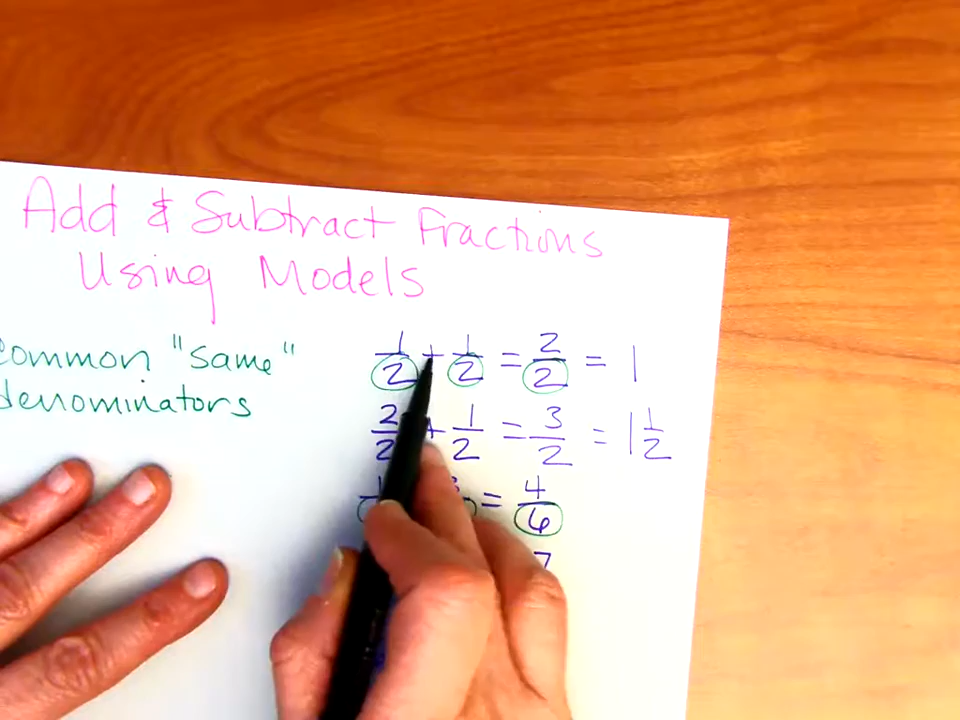 Add & Subtract Fractions
Using Models
common "same"
denominators
1/2 + 1/2 = 2/2 = 1
2/2 + 1/2 = 3/2 = 1 1/2
= 4/6
7